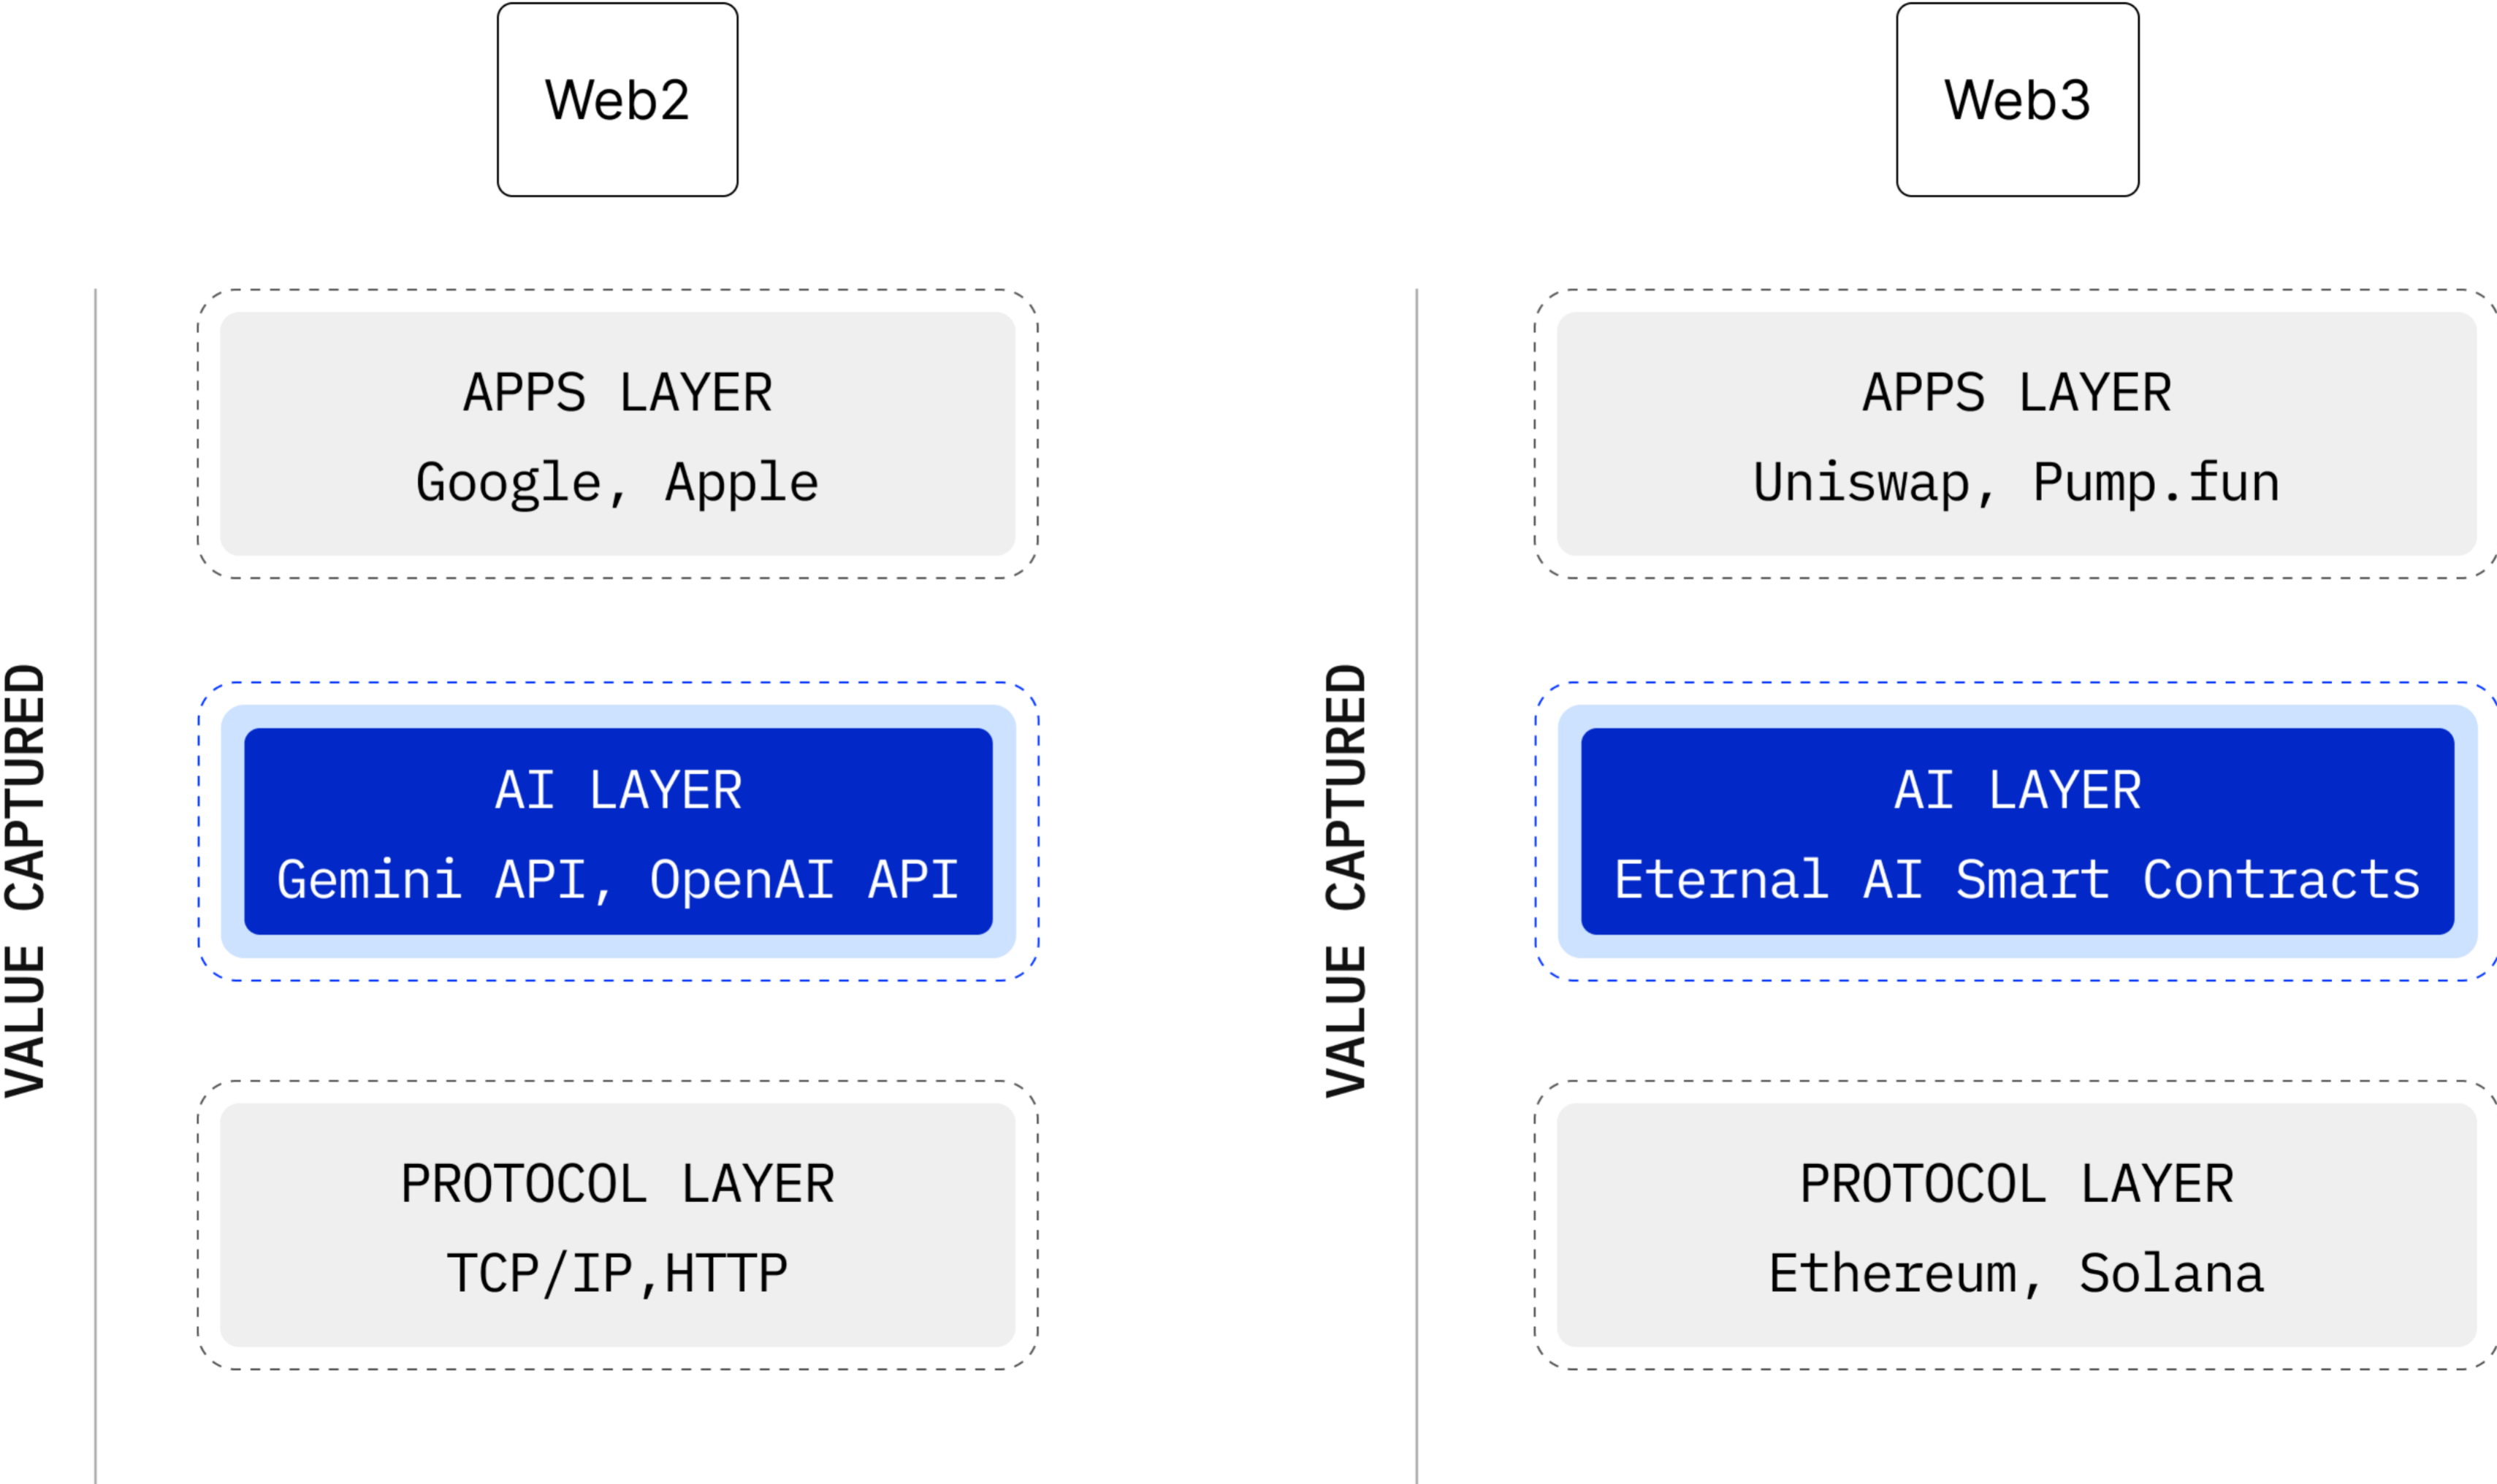 Web2
VALUE CAPTURED
APPS LAYER
Google, Apple
AI LAYER
Gemini API, OpenAI API
PROTOCOL LAYER
TCP/IP,HTTP
Web3
VALUE CAPTURED
APPS LAYER
Uniswap, Pump.fun
AI LAYER
Eternal AI Smart Contracts
PROTOCOL LAYER
Ethereum, Solana